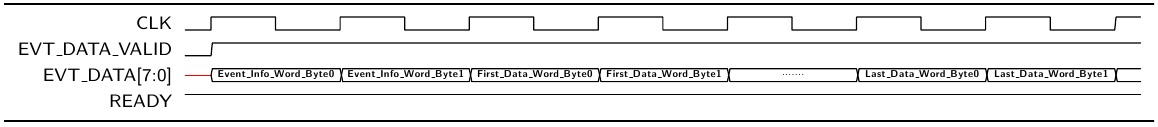 CLK
EVT_DATA_VALID
EVT_DATA[7:0] Event_Info_Word_Byte0 Event_Info_Word_Byte1 First_Data_Word_Byte0 First_Data_Word_Byte1 ....... Last_Data_Word_Byte0 Last_Data_Word_Byte1
READY